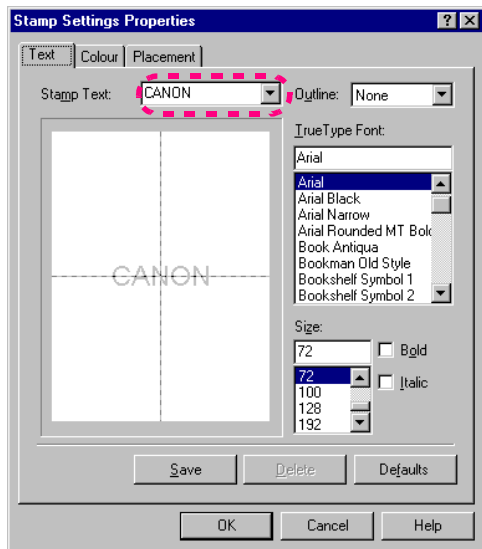 Stamp Settings Properties
Text Colour Placement
Stamp Text: CANON Outline: None
TrueType Font:
Arial
Arial
Arial Black
Arial Narrow
Arial Rounded MT Bold
Book Antiqua
Bookman Old Style
Bookshelf Symbol 1
Bookshelf Symbol 2
CANON
Size:
72 Bold
72 Italic
100
128
192
Save Delete Defaults
OK Cancel Help